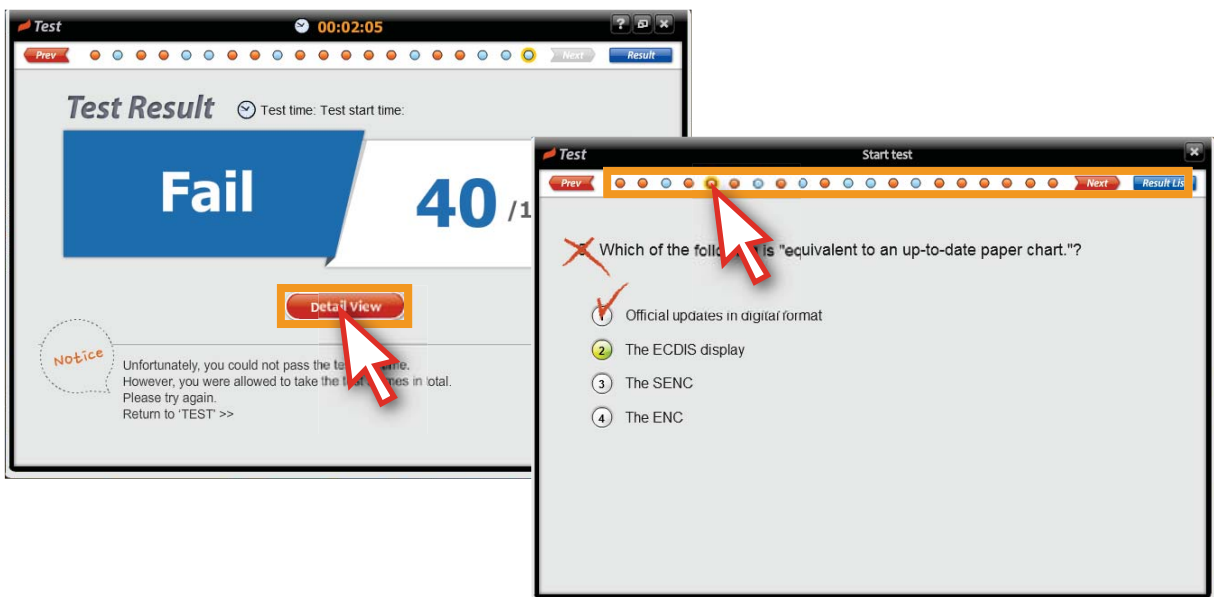 Test
00:02:05
Prev
Next
Result
Test Result
Test time: Test start time:
Fail
40 /1
Detail View
Notice
Unfortunately, you could not pass the
However, you were allowed to take the in total.
Please try again.
Return to 'TEST' >>
Test
Start test
Prev
Next
Result Lis
Which of the is "equivalent to an up-to-date paper chart."?
1 Official updates in digital format
2 The ECDIS display
3 The SENC
4 The ENC